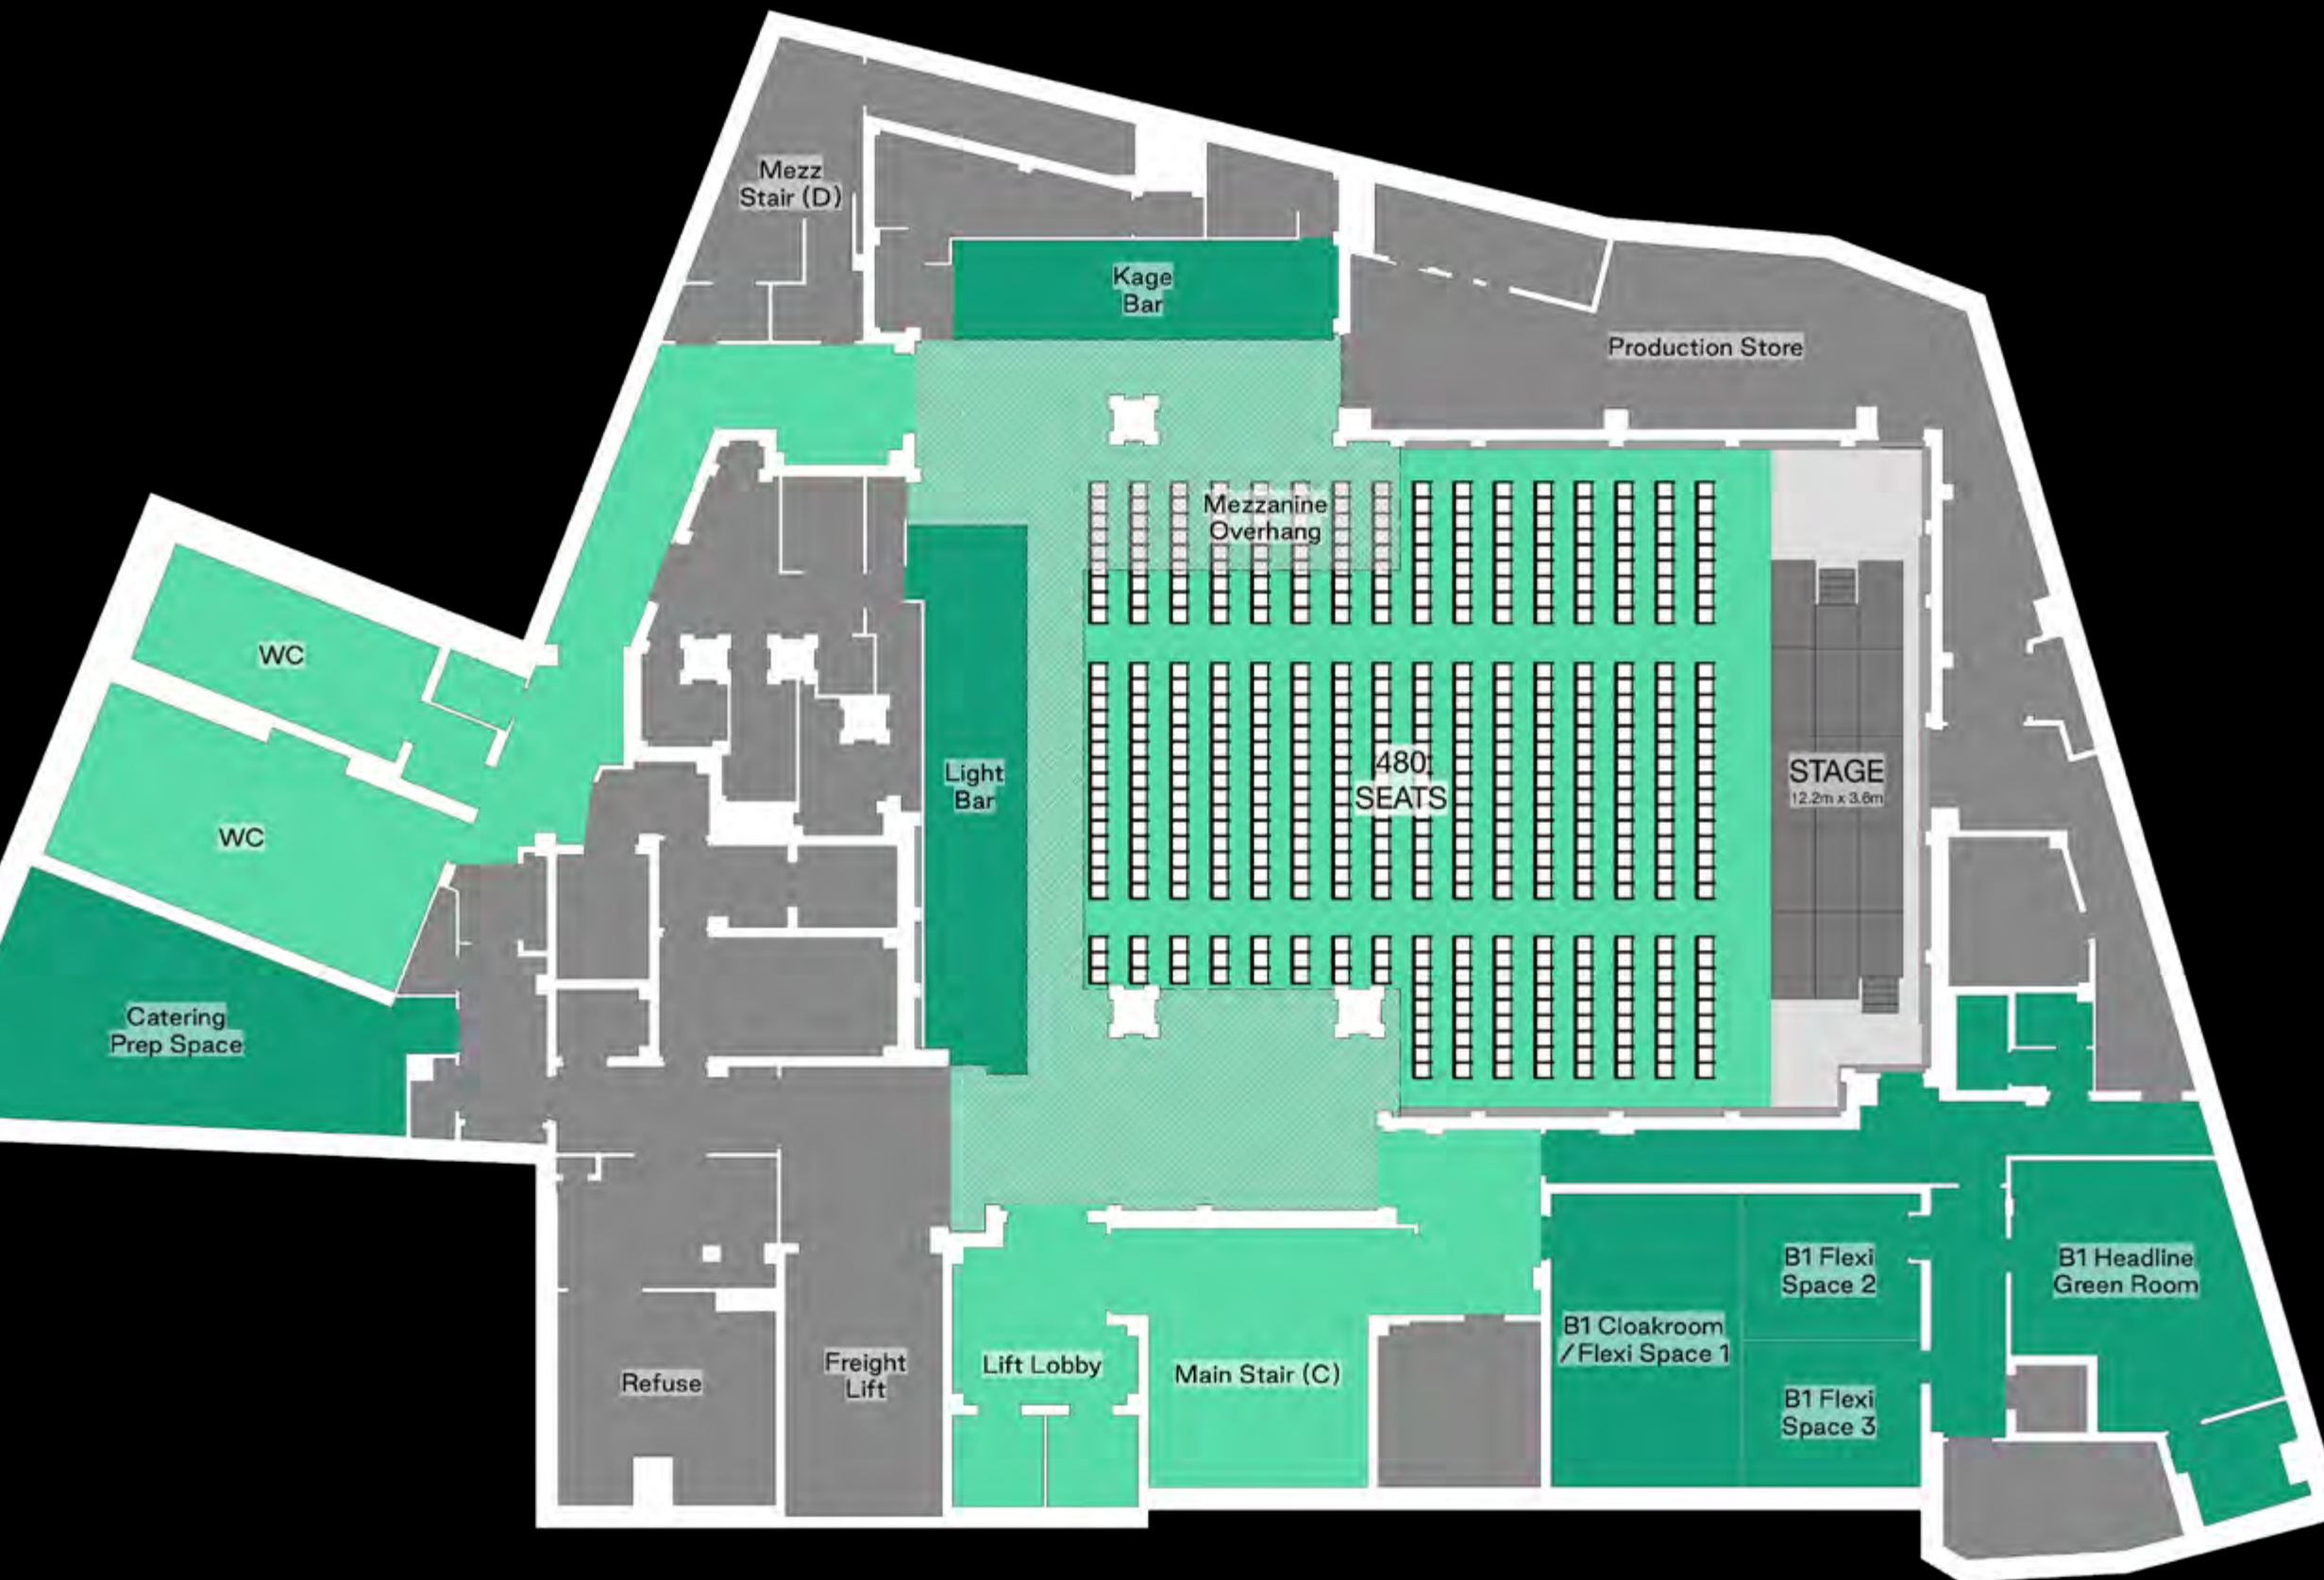 Mezz
Stair (D)
Kage
Bar
Production Store
Mezzanine
Overhang
WC
WC
Light
Bar
480
SEATS
STAGE
12.2m x 3.6m
Catering
Prep Space
B1 Flexi
Space 2
B1 Headline
Green Room
B1 Cloakroom
/Flexi Space 1
Refuse
Freight
Lift
Lift Lobby
Main Stair (C)
B1 Flexi
Space 3